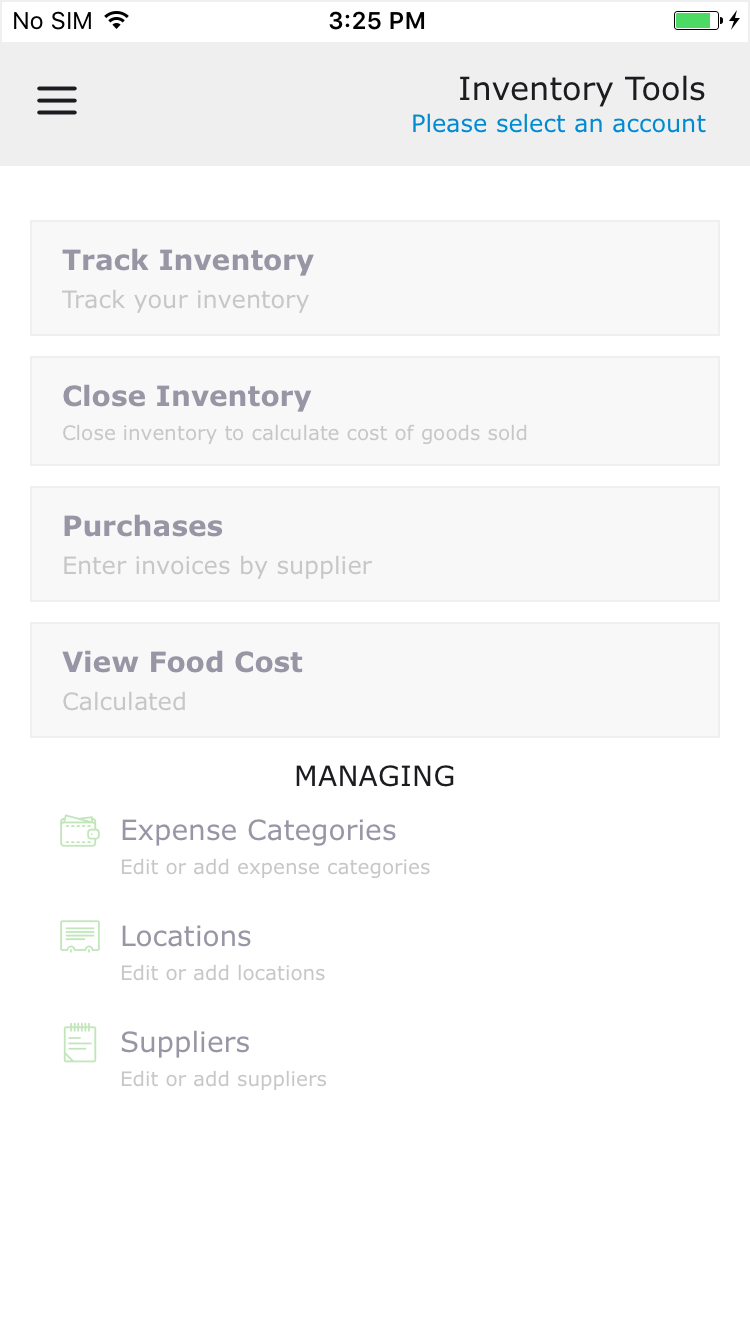 No SIM 3:25 PM
Inventory Tools
Please select an account
Track Inventory
Track your inventory
Close Inventory
Close inventory to calculate cost of goods sold
Purchases
Enter invoices by supplier
View Food Cost
Calculated
MANAGING
Expense Categories
Edit or add expense categories
Locations
Edit or add locations
Suppliers
Edit or add suppliers